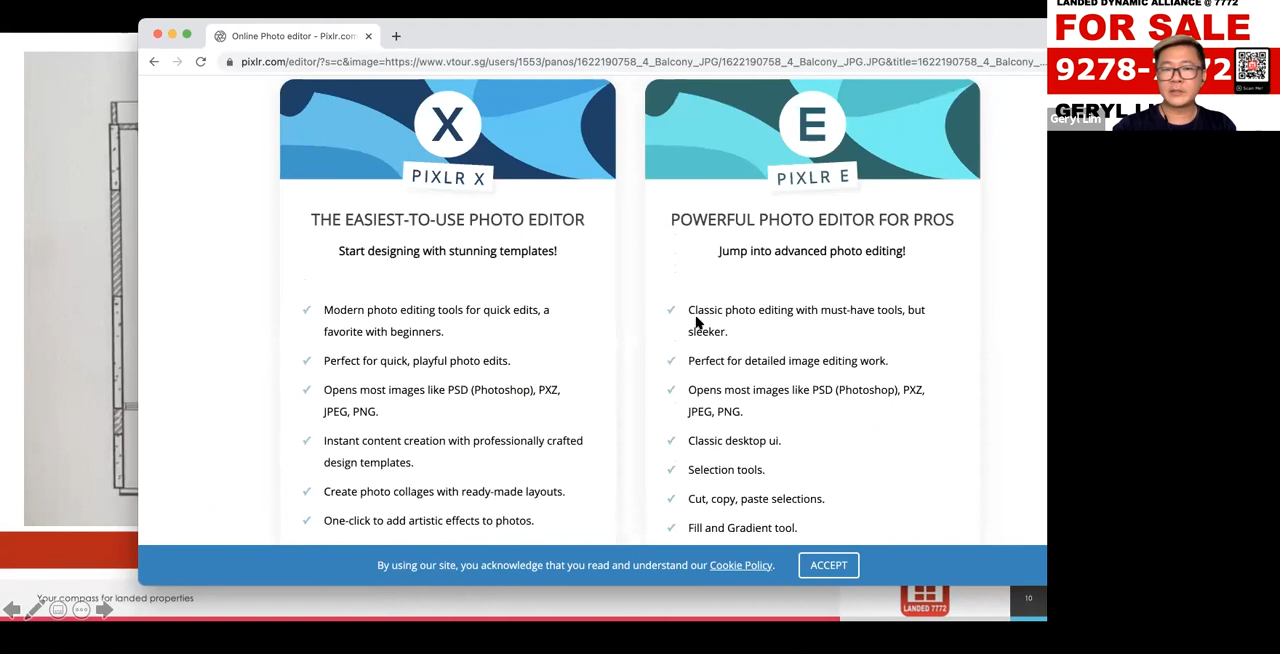 Online Photo editor - Pixlr.com
pixlr.com/editor/?s=c&image=https://www.vtour.sg/users/1553/panos/1622190758_4_Balcony_JPG/1622190758_4_Balcony_JPG.JPG&title=1622190758_4_Balcony_...
X
PIXLR X
THE EASIEST-TO-USE PHOTO EDITOR
Start designing with stunning templates!
Modern photo editing tools for quick edits, a
favorite with beginners.
Perfect for quick, playful photo edits.
Opens most images like PSD (Photoshop), PXZ,
JPEG, PNG.
Instant content creation with professionally crafted
design templates.
Create photo collages with ready-made layouts.
One-click to add artistic effects to photos.
E
PIXLR E
POWERFUL PHOTO EDITOR FOR PROS
Jump into advanced photo editing!
Classic photo editing with must-have tools, but
sleeker.
Perfect for detailed image editing work.
Opens most images like PSD (Photoshop), PXZ,
JPEG, PNG.
Classic desktop ui.
Selection tools.
Cut, copy, paste selections.
Fill and Gradient tool.
By using our site, you acknowledge that you read and understand our Cookie Policy.
ACCEPT
Your compass for landed properties
LANDED 7772
10
LANDED DYNAMIC ALLIANCE @ 7772
FOR SALE
9278- 72
Scan Me!
GERYL LI
Geryl Lim